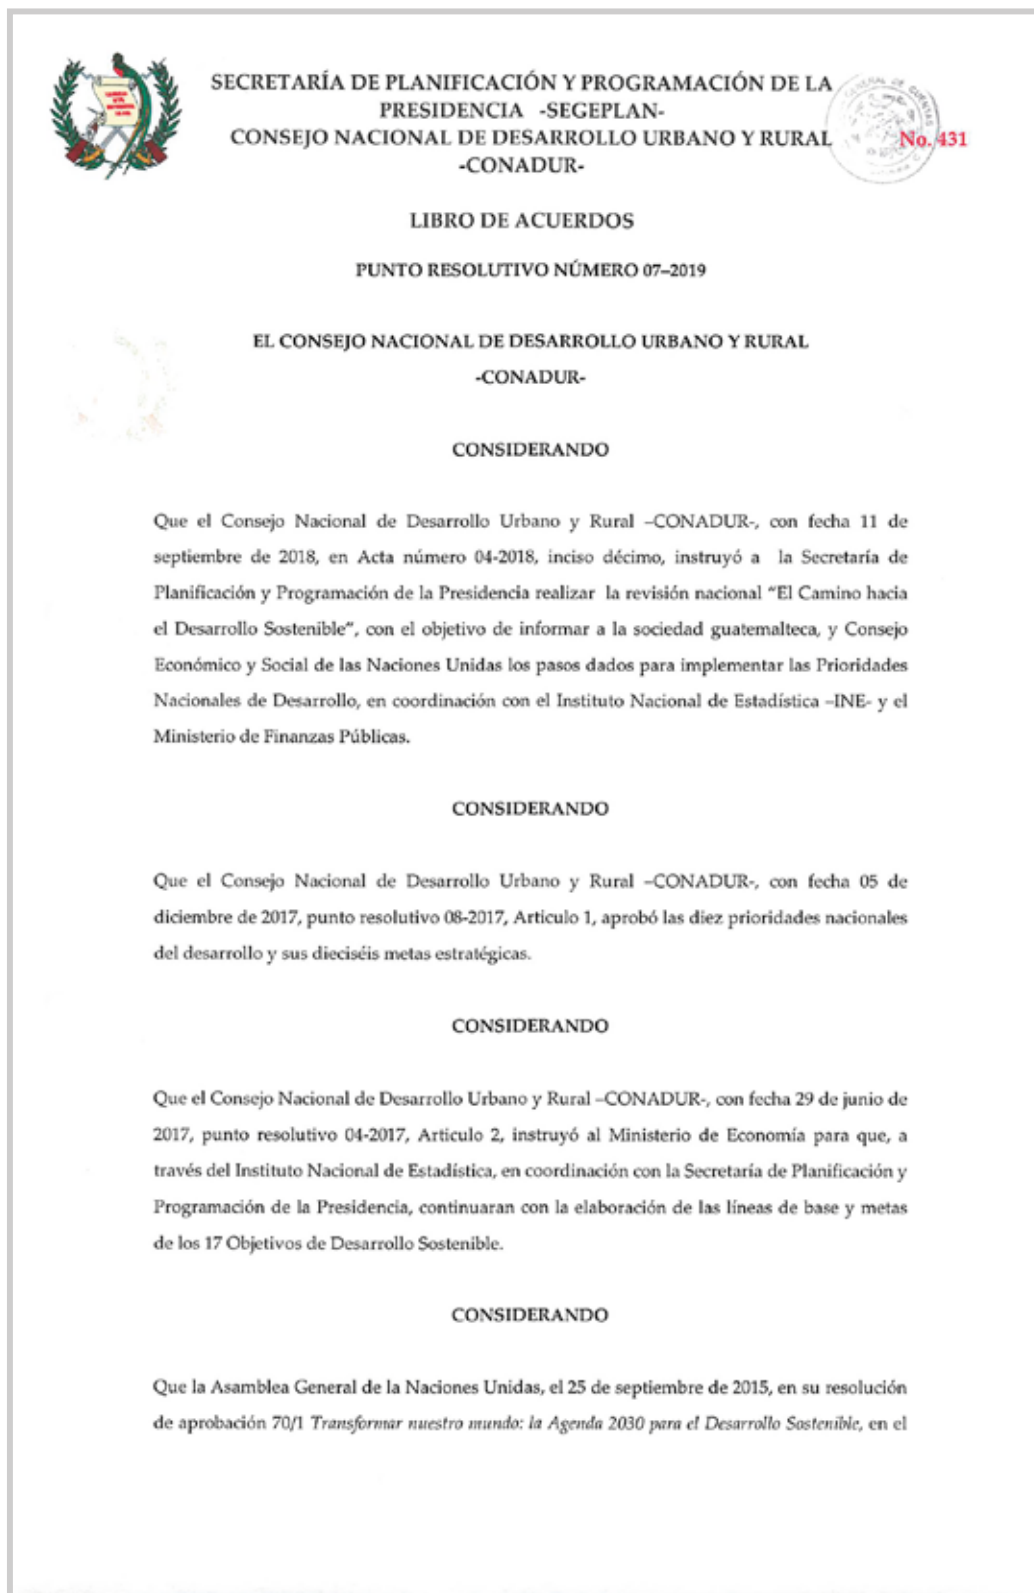 SECRETARÍA DE PLANIFICACIÓN Y PROGRAMACIÓN DE LA
PRESIDENCIA -SEGEPLAN-
CONSEJO NACIONAL DE DESARROLLO URBANO Y RURAL
-CONADUR-
No. 431
LIBRO DE ACUERDOS
PUNTO RESOLUTIVO NÚMERO 07–2019
EL CONSEJO NACIONAL DE DESARROLLO URBANO Y RURAL
-CONADUR-
CONSIDERANDO
Que el Consejo Nacional de Desarrollo Urbano y Rural –CONADUR-, con fecha 11 de
septiembre de 2018, en Acta número 04-2018, inciso décimo, instruyó a la Secretaría de
Planificación y Programación de la Presidencia realizar la revisión nacional “El Camino hacia
el Desarrollo Sostenible”, con el objetivo de informar a la sociedad guatemalteca, y Consejo
Económico y Social de las Naciones Unidas los pasos dados para implementar las Prioridades
Nacionales de Desarrollo, en coordinación con el Instituto Nacional de Estadística –INE- y el
Ministerio de Finanzas Públicas.
CONSIDERANDO
Que el Consejo Nacional de Desarrollo Urbano y Rural –CONADUR-, con fecha 05 de
diciembre de 2017, punto resolutivo 08-2017, Articulo 1, aprobó las diez prioridades nacionales
del desarrollo y sus dieciséis metas estratégicas.
CONSIDERANDO
Que el Consejo Nacional de Desarrollo Urbano y Rural –CONADUR-, con fecha 29 de junio de
2017, punto resolutivo 04-2017, Articulo 2, instruyó al Ministerio de Economía para que, a
través del Instituto Nacional de Estadística, en coordinación con la Secretaría de Planificación y
Programación de la Presidencia, continuaran con la elaboración de las líneas de base y metas
de los 17 Objetivos de Desarrollo Sostenible.
CONSIDERANDO
Que la Asamblea General de la Naciones Unidas, el 25 de septiembre de 2015, en su resolución
de aprobación 70/1 Transformar nuestro mundo: la Agenda 2030 para el Desarrollo Sostenible, en el